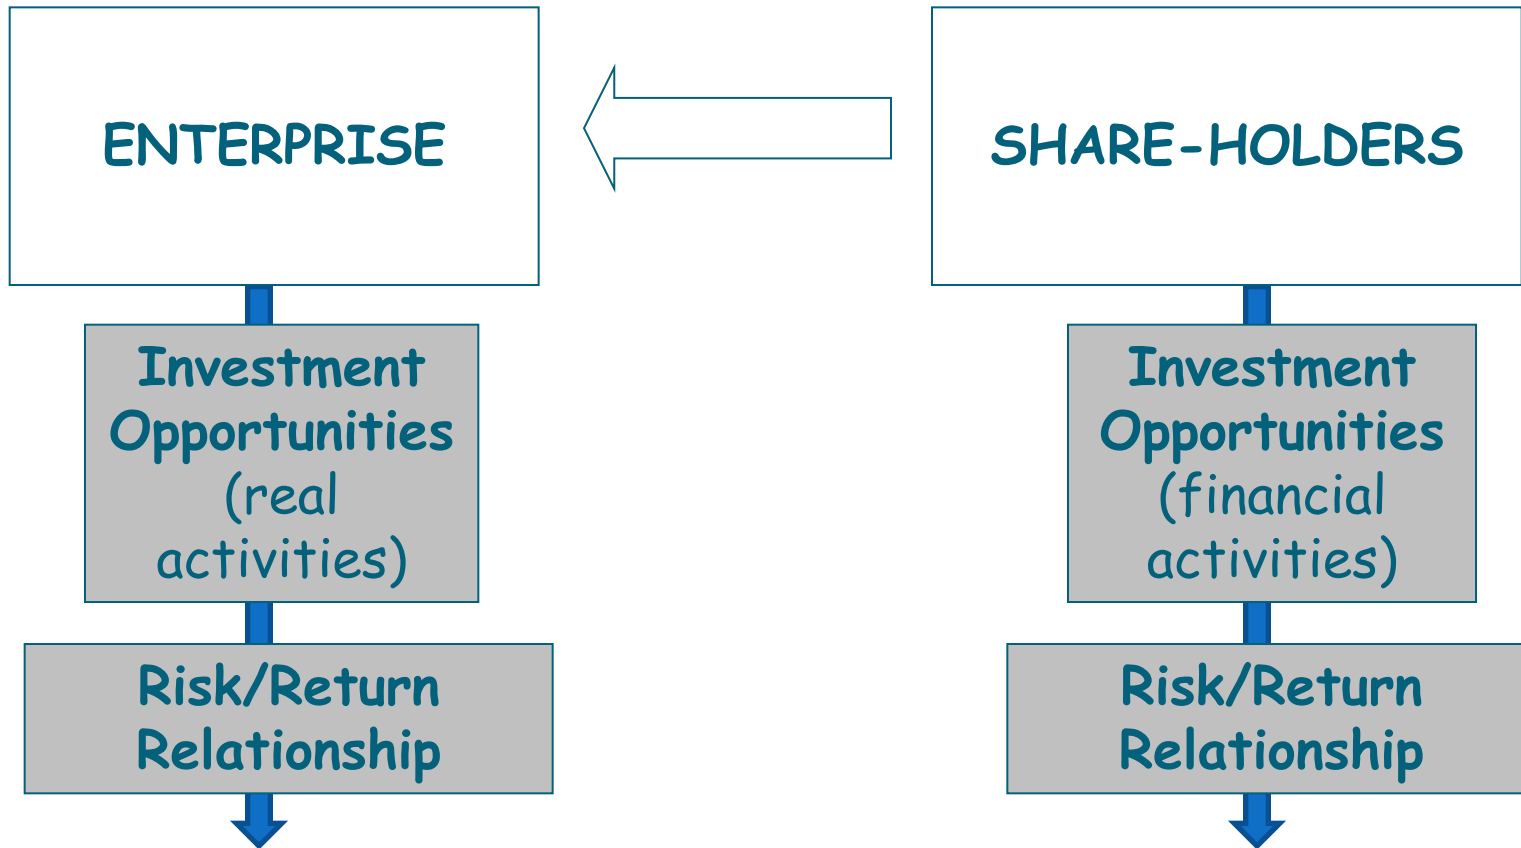 ENTERPRISE
SHARE-HOLDERS
Investment
Opportunities
(real
activities)
Investment
Opportunities
(financial
activities)
Risk/Return
Relationship
Risk/Return
Relationship